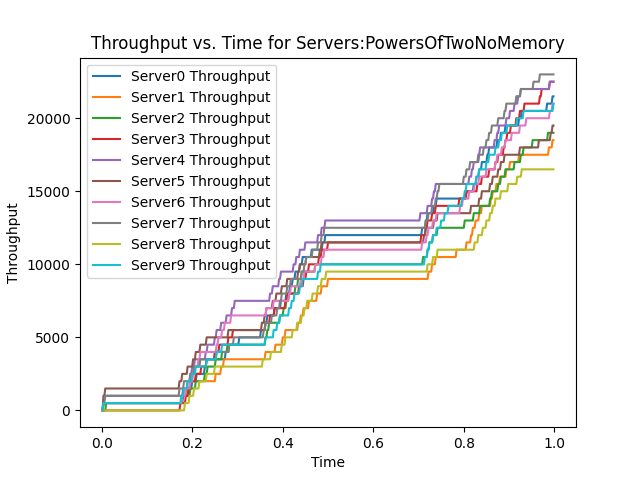 Throughput vs. Time for Servers:PowersOfTwoNoMemory
Server0 Throughput
Server1 Throughput
Server2 Throughput
Server3 Throughput
Server4 Throughput
Server5 Throughput
Server6 Throughput
Server7 Throughput
Server8 Throughput
Server9 Throughput
Throughput
20000
15000
10000
5000
0
0.0 0.2 0.4 0.6 0.8 1.0
Time